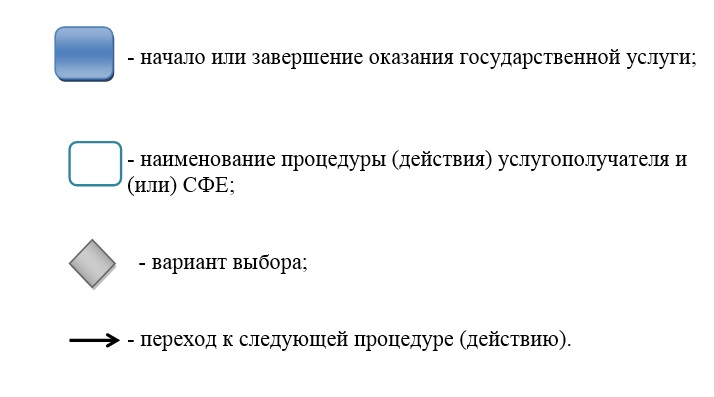 - начало или завершение оказания государственной услуги;
- наименование процедуры (действия) услугополучателя и
(или) СФЕ;
- вариант выбора;
- переход к следующей процедуре (действию).